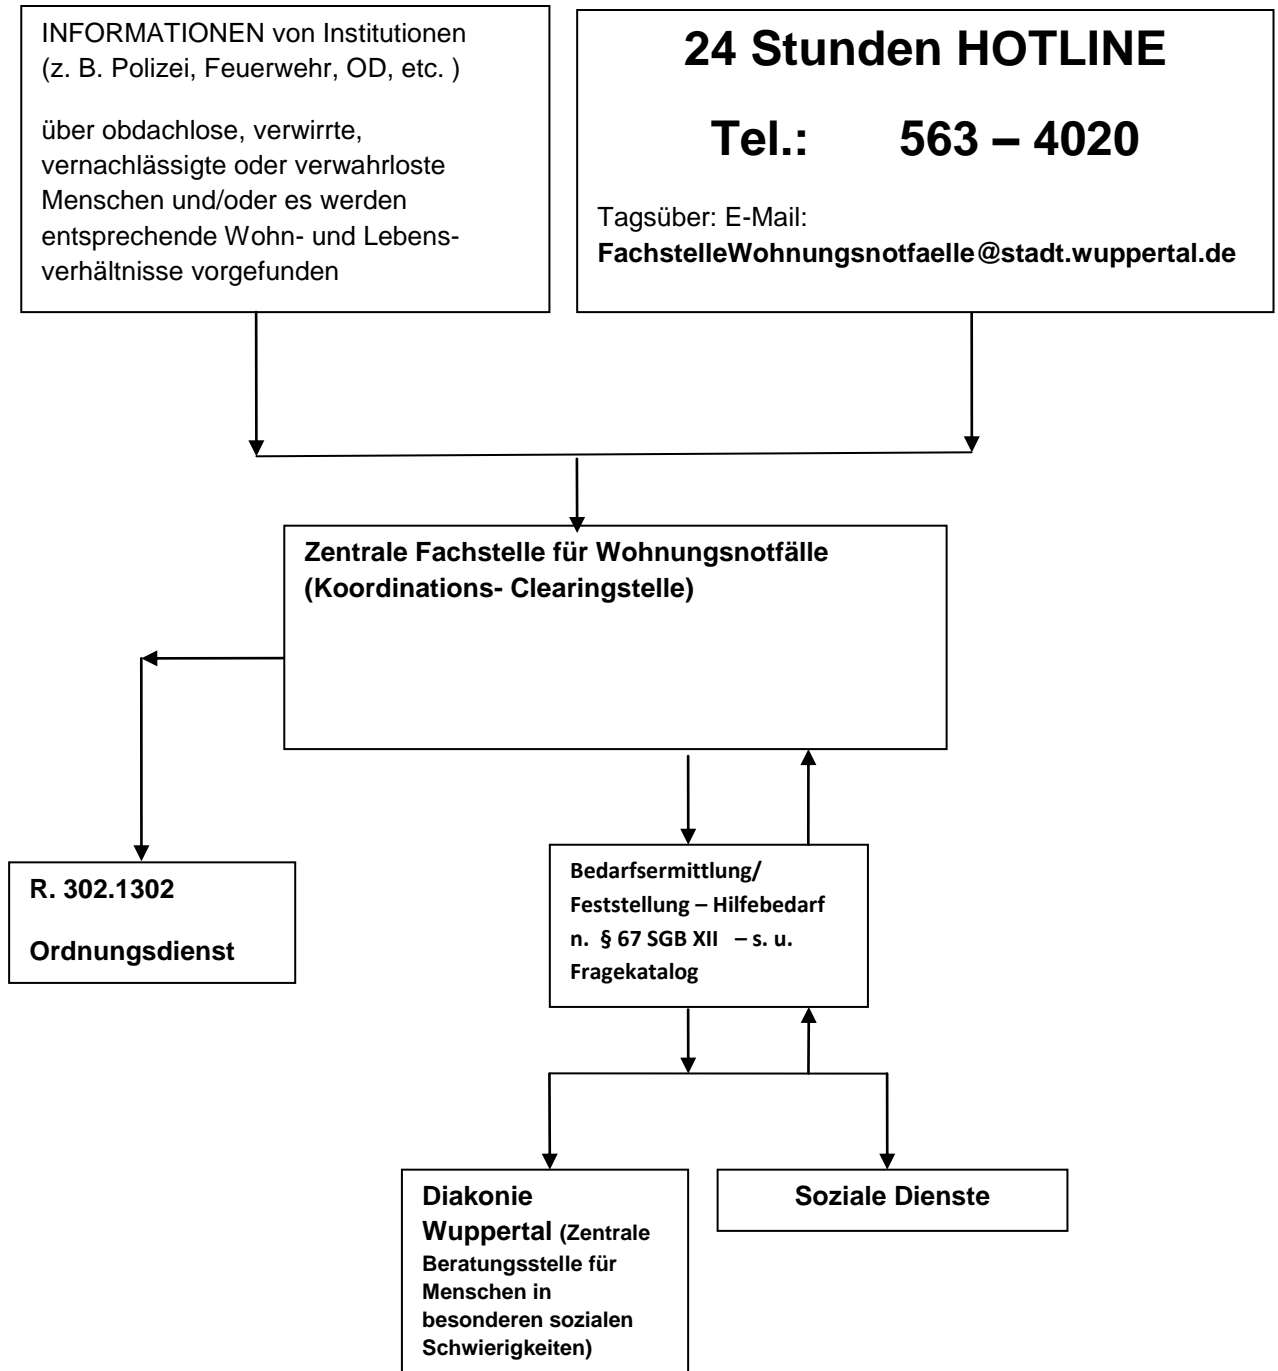 INFORMATIONEN von Institutionen
(z. B. Polizei, Feuerwehr, OD, etc. )
über obdachlose, verwirrte,
vernachlässigte oder verwahrloste
Menschen und/oder es werden
entsprechende Wohn- und Lebens-
verhältnisse vorgefunden
24 Stunden HOTLINE
Tel.: 563 – 4020
Tagsüber: E-Mail:
FachstelleWohnungsnotfaelle@stadt.wuppertal.de
Zentrale Fachstelle für Wohnungsnotfälle
(Koordinations- Clearingstelle)
R. 302.1302
Ordnungsdienst
Bedarfsermittlung/
Feststellung – Hilfebedarf
n. § 67 SGB XII – s. u.
Fragekatalog
Diakonie
Wuppertal (Zentrale
Beratungsstelle für
Menschen in
besonderen sozialen
Schwierigkeiten)
Soziale Dienste